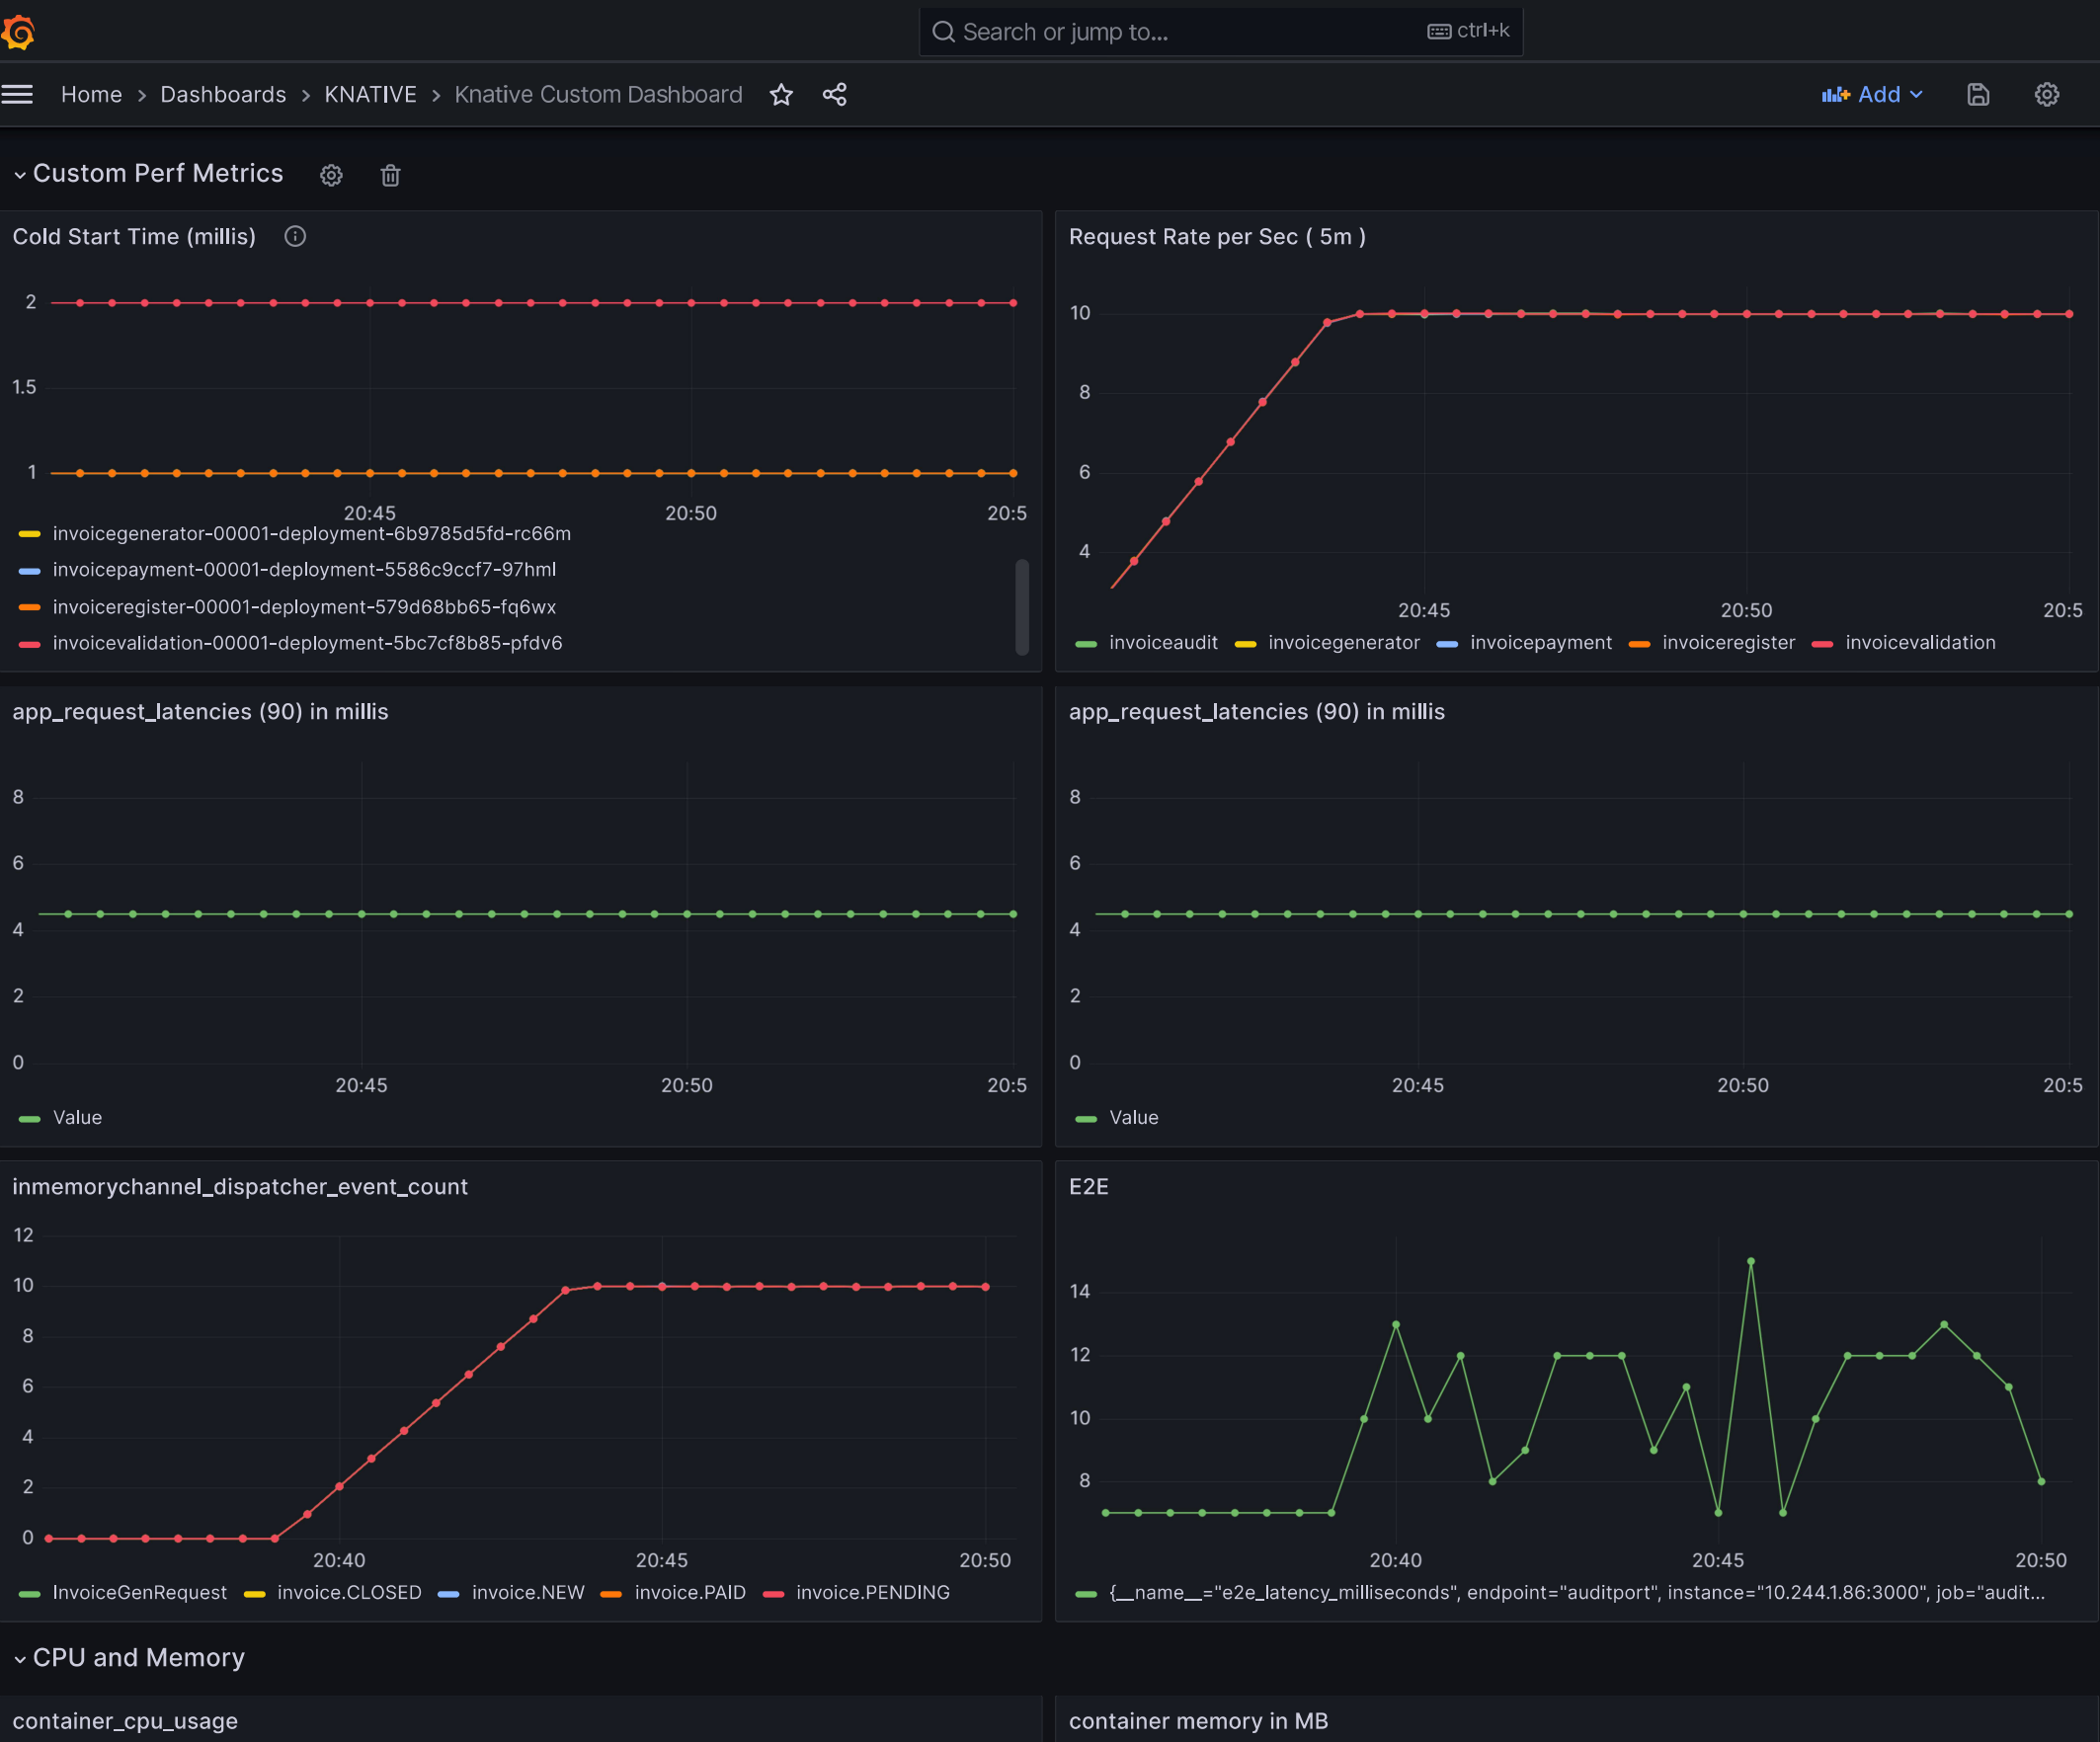 Search or jump to... ctrl+k
Home > Dashboards > KNATIVE > Knative Custom Dashboard Add
Custom Perf Metrics
Cold Start Time (millis)
2
1.5
1
20:45 20:50 20:5
invoicegenerator-00001-deployment-6b9785d5fd-rc66m
invoicepayment-00001-deployment-5586c9ccf7-97hml
invoiceregister-00001-deployment-579d68bb65-fq6wx
invoicevalidation-00001-deployment-5bc7cf8b85-pfdv6
Request Rate per Sec ( 5m )
10
8
6
4
20:45 20:50 20:5
invoiceaudit invoicegenerator invoicepayment invoiceregister invoicevalidation
app_request_latencies (90) in millis
8
6
4
2
0
20:45 20:50 20:5
Value
app_request_latencies (90) in millis
8
6
4
2
0
20:45 20:50 20:5
Value
inmemorychannel_dispatcher_event_count
12
10
8
6
4
2
0
20:40 20:45 20:50
InvoiceGenRequest invoice.CLOSED invoice.NEW invoice.PAID invoice.PENDING
E2E
14
12
10
8
20:40 20:45 20:50
{__name__="e2e_latency_milliseconds", endpoint="auditport", instance="10.244.1.86:3000", job="audit...
CPU and Memory
container_cpu_usage
container memory in MB